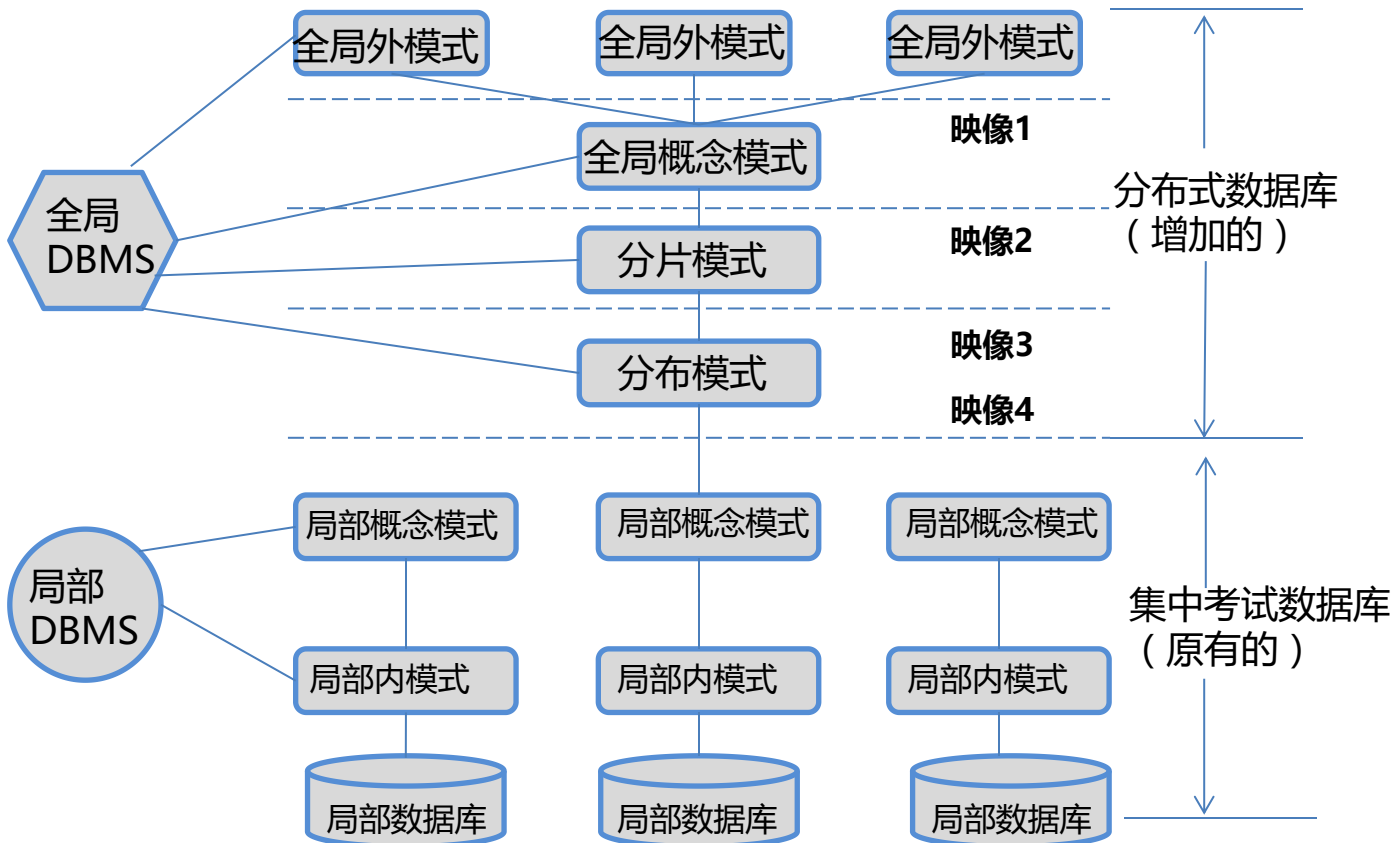 全局外模式
全局外模式
全局外模式
映像1
全局概念模式
全局
DBMS
分布式数据库
（增加的）
映像2
分片模式
映像3
分布模式
映像4
局部概念模式
局部概念模式
局部概念模式
局部
DBMS
集中考试数据库
（原有的）
局部内模式
局部内模式
局部内模式
局部数据库
局部数据库
局部数据库